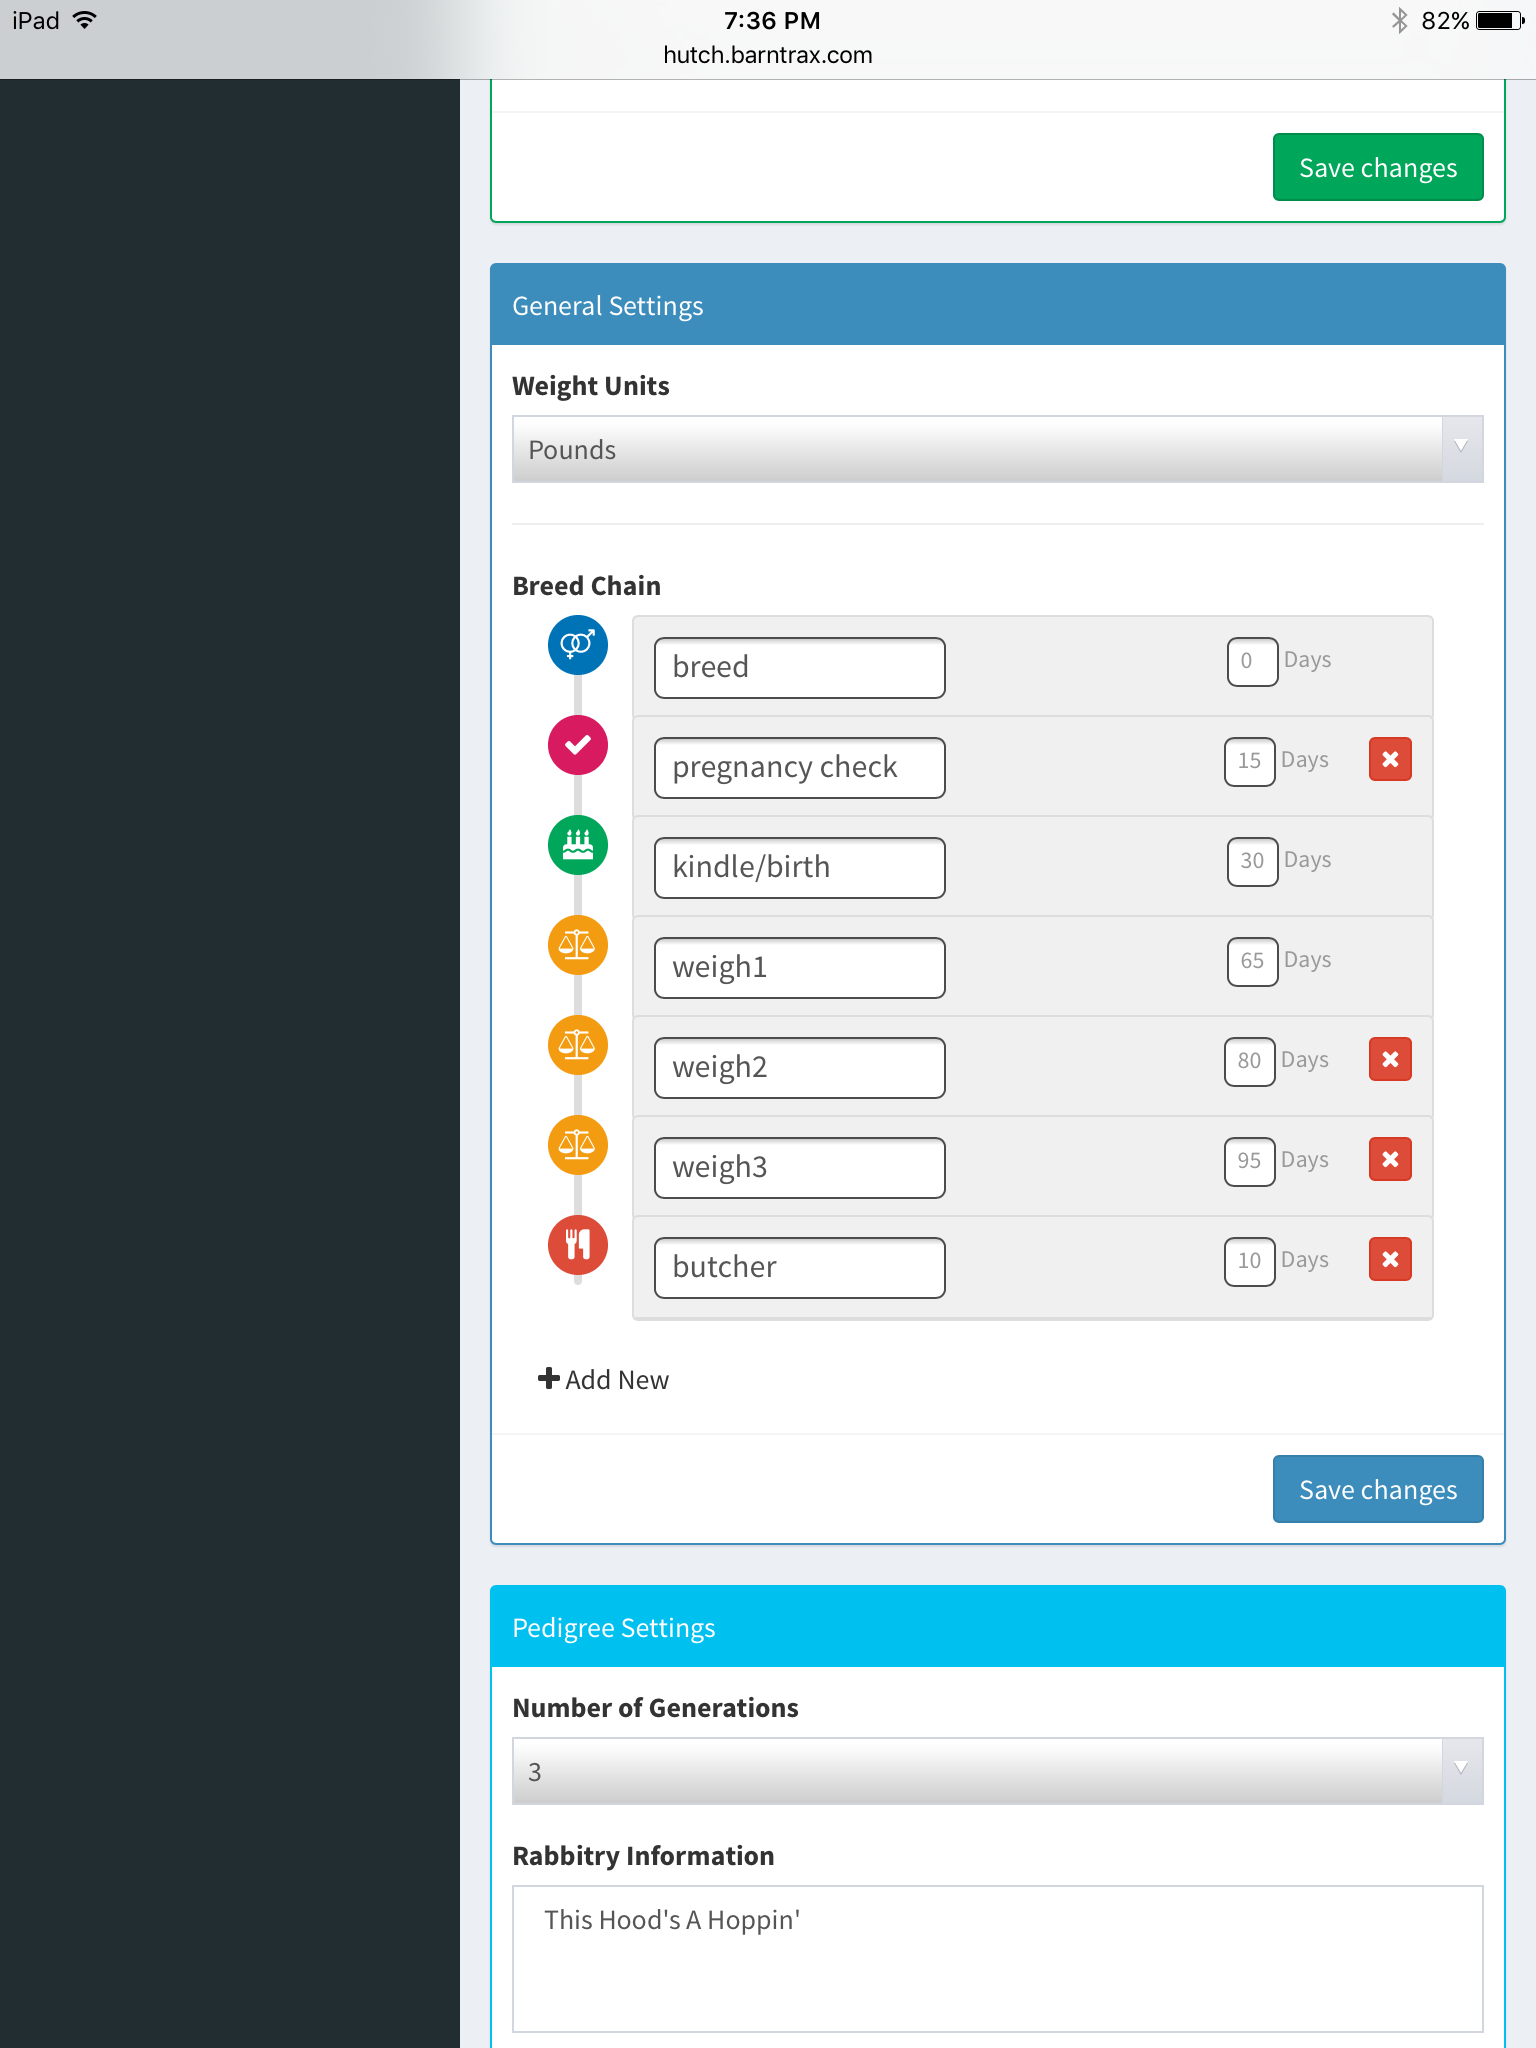 iPad 7:36 PM 82%
hutch.barntrax.com
Save changes
General Settings
Weight Units
Pounds
Breed Chain
breed 0 Days
pregnancy check 15 Days
kindle/birth 30 Days
weigh1 65 Days
weigh2 80 Days
weigh3 95 Days
butcher 10 Days
Add New
Save changes
Pedigree Settings
Number of Generations
3
Rabbitry Information
This Hood's A Hoppin'